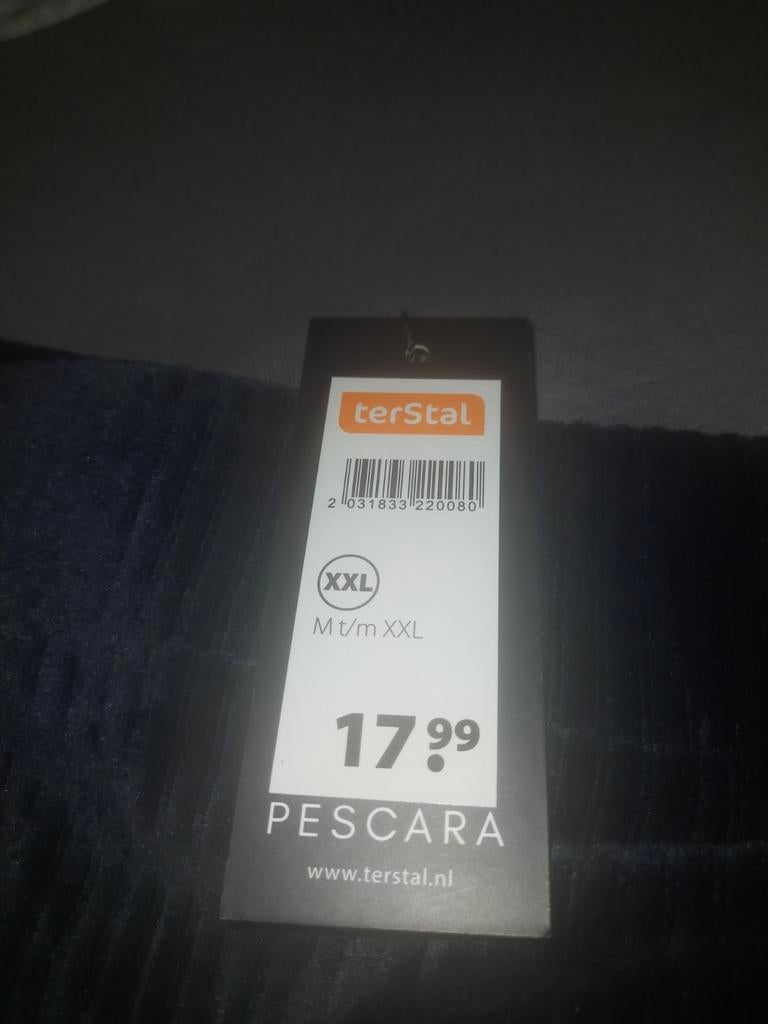 terStal
2 031833 220080
XXL
M t/m XXL
17.99
PESCARA
www.terstal.nl